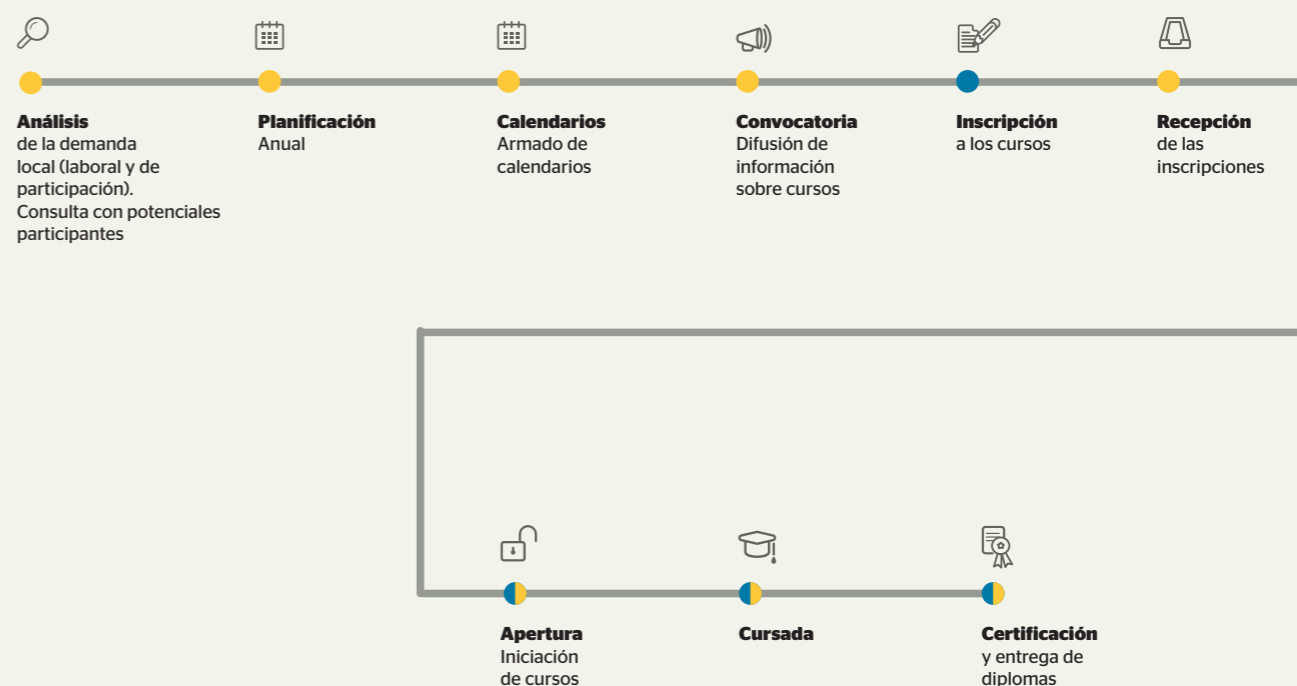 Análisis
de la demanda
local (laboral y de
participación).
Consulta con potenciales
participantes
Planificación
Anual
Calendarios
Armado de
calendarios
Convocatoria
Difusión de
información
sobre cursos
Inscripción
a los cursos
Recepción
de las
inscripciones
Apertura
Iniciación
de cursos
Cursada
Certificación
y entrega de
diplomas